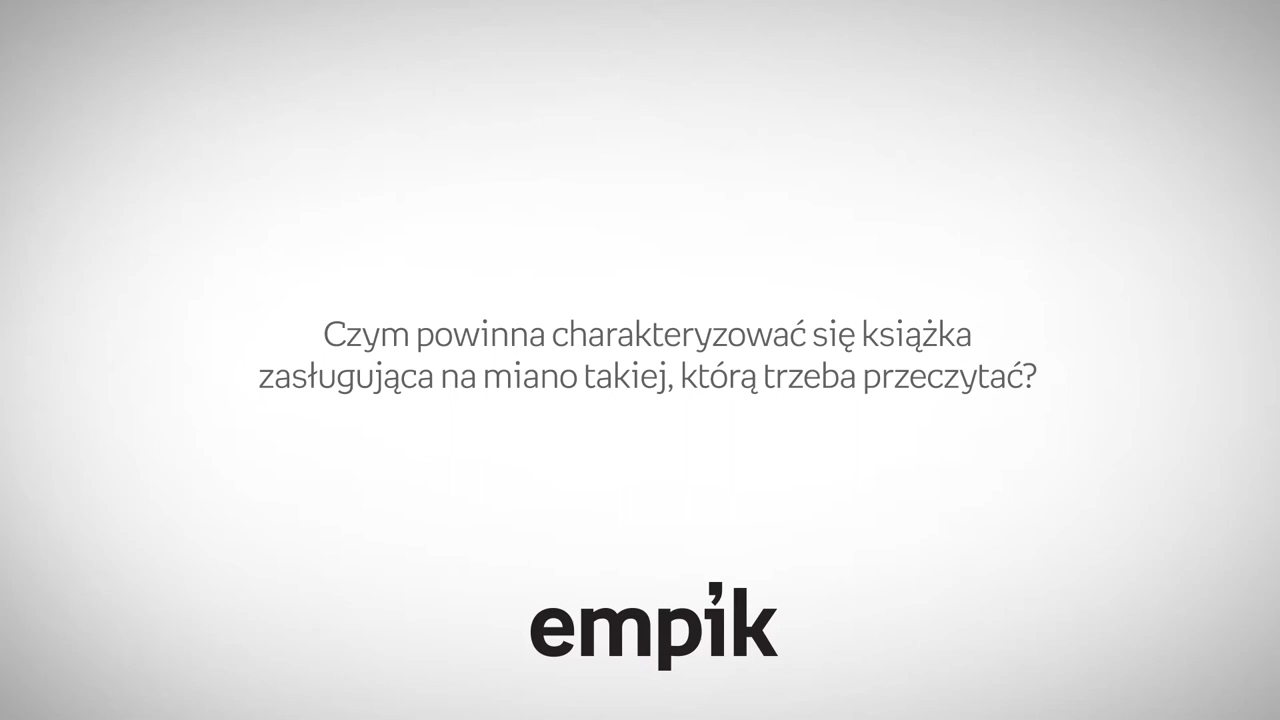 Czym powinna charakteryzować się książka
zasługująca na miano takiej, którą trzeba przeczytać?
empik